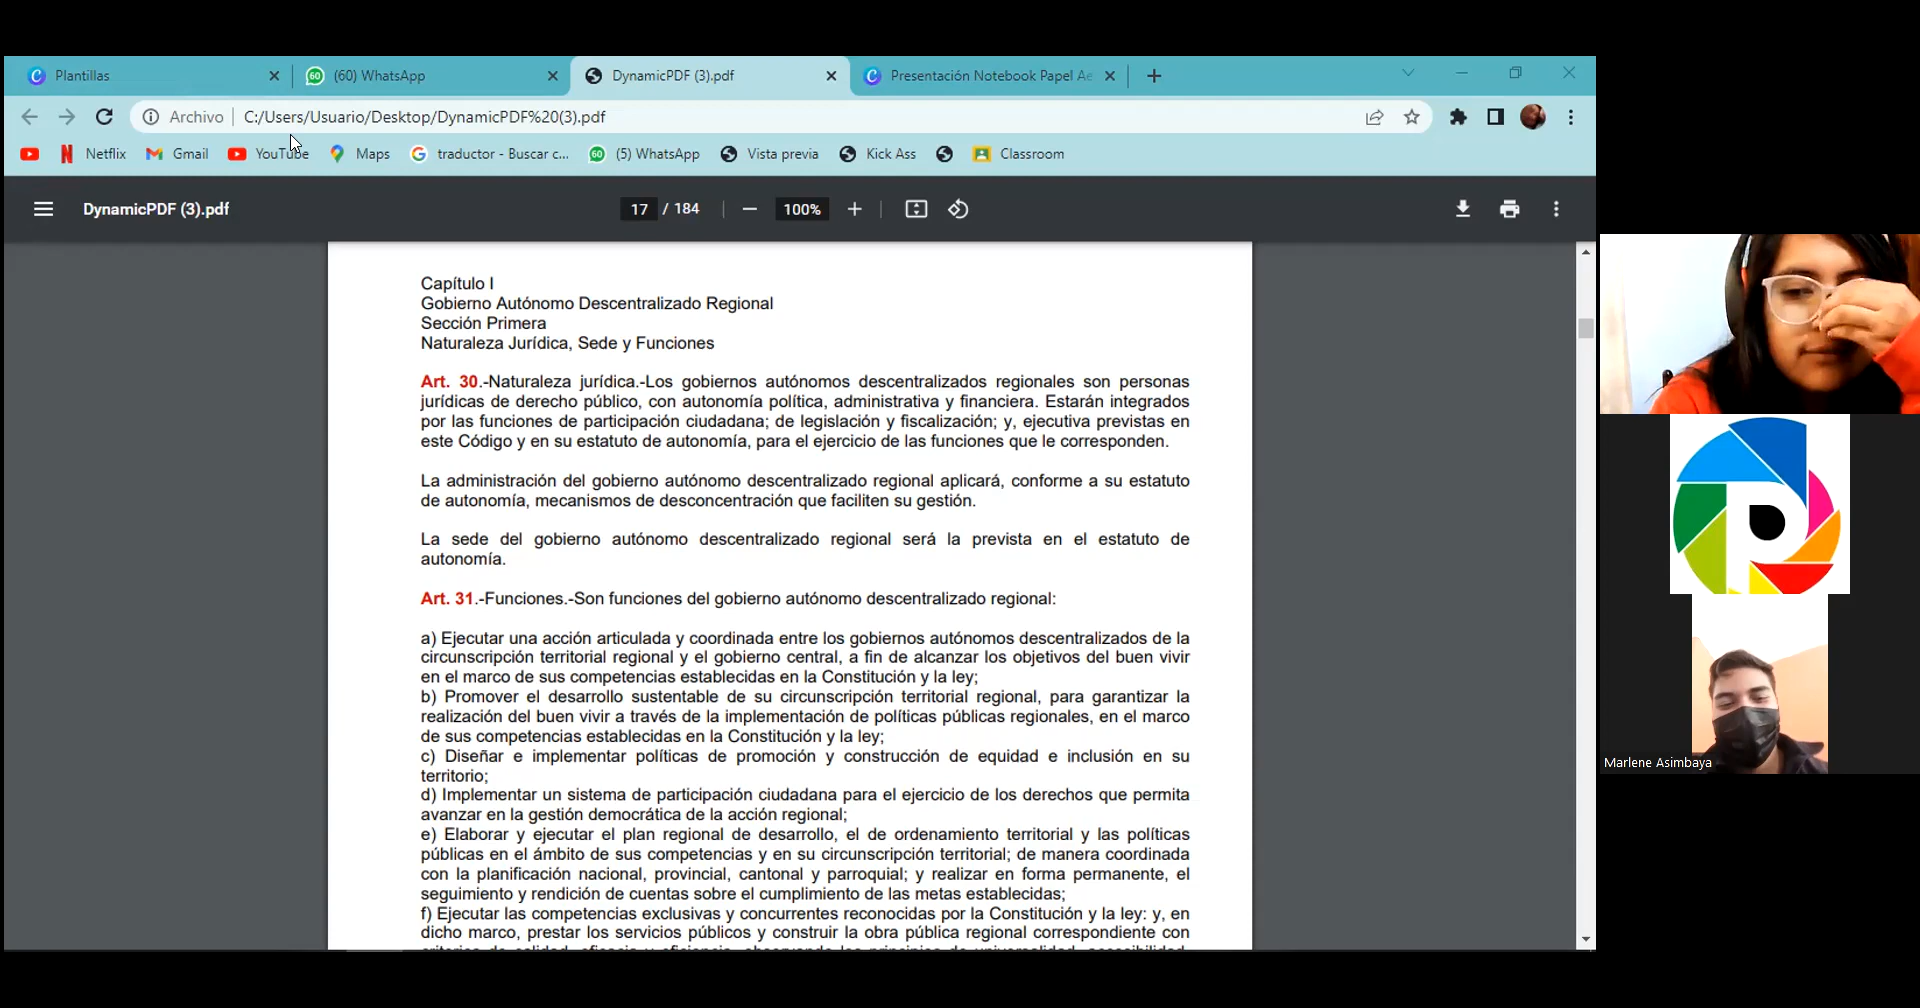 Plantillas
60 (60) WhatsApp
DynamicPDF (3).pdf
Presentación Notebook Papel Ae
Archivo C:/Users/Usuario/Desktop/DynamicPDF%20(3).pdf
Netflix
Gmail
YouTube
Maps
traductor - Buscar c...
60 (5) WhatsApp
Vista previa
Kick Ass
Classroom
DynamicPDF (3).pdf
17 / 184
100%
Capítulo I
Gobierno Autónomo Descentralizado Regional
Sección Primera
Naturaleza Jurídica, Sede y Funciones
Art. 30.-Naturaleza jurídica.-Los gobiernos autónomos descentralizados regionales son personas
jurídicas de derecho público, con autonomía política, administrativa y financiera. Estarán integrados
por las funciones de participación ciudadana; de legislación y fiscalización; y, ejecutiva previstas en
este Código y en su estatuto de autonomía, para el ejercicio de las funciones que le corresponden.
La administración del gobierno autónomo descentralizado regional aplicará, conforme a su estatuto
de autonomía, mecanismos de desconcentración que faciliten su gestión.
La sede del gobierno autónomo descentralizado regional será la prevista en el estatuto de
autonomía.
Art. 31.-Funciones.-Son funciones del gobierno autónomo descentralizado regional:
a) Ejecutar una acción articulada y coordinada entre los gobiernos autónomos descentralizados de la
circunscripción territorial regional y el gobierno central, a fin de alcanzar los objetivos del buen vivir
en el marco de sus competencias establecidas en la Constitución y la ley;
b) Promover el desarrollo sustentable de su circunscripción territorial regional, para garantizar la
realización del buen vivir a través de la implementación de políticas públicas regionales, en el marco
de sus competencias establecidas en la Constitución y la ley;
c) Diseñar e implementar políticas de promoción y construcción de equidad e inclusión en su
territorio;
d) Implementar un sistema de participación ciudadana para el ejercicio de los derechos que permita
avanzar en la gestión democrática de la acción regional;
e) Elaborar y ejecutar el plan regional de desarrollo, el de ordenamiento territorial y las políticas
públicas en el ámbito de sus competencias y en su circunscripción territorial; de manera coordinada
con la planificación nacional, provincial, cantonal y parroquial; y realizar en forma permanente, el
seguimiento y rendición de cuentas sobre el cumplimiento de las metas establecidas;
f) Ejecutar las competencias exclusivas y concurrentes reconocidas por la Constitución y la ley: y, en
dicho marco, prestar los servicios públicos y construir la obra pública regional correspondiente con
criterios de calidad, eficacia y eficiencia, observando los principios de universalidad, accesibilidad,
Marlene Asimbaya